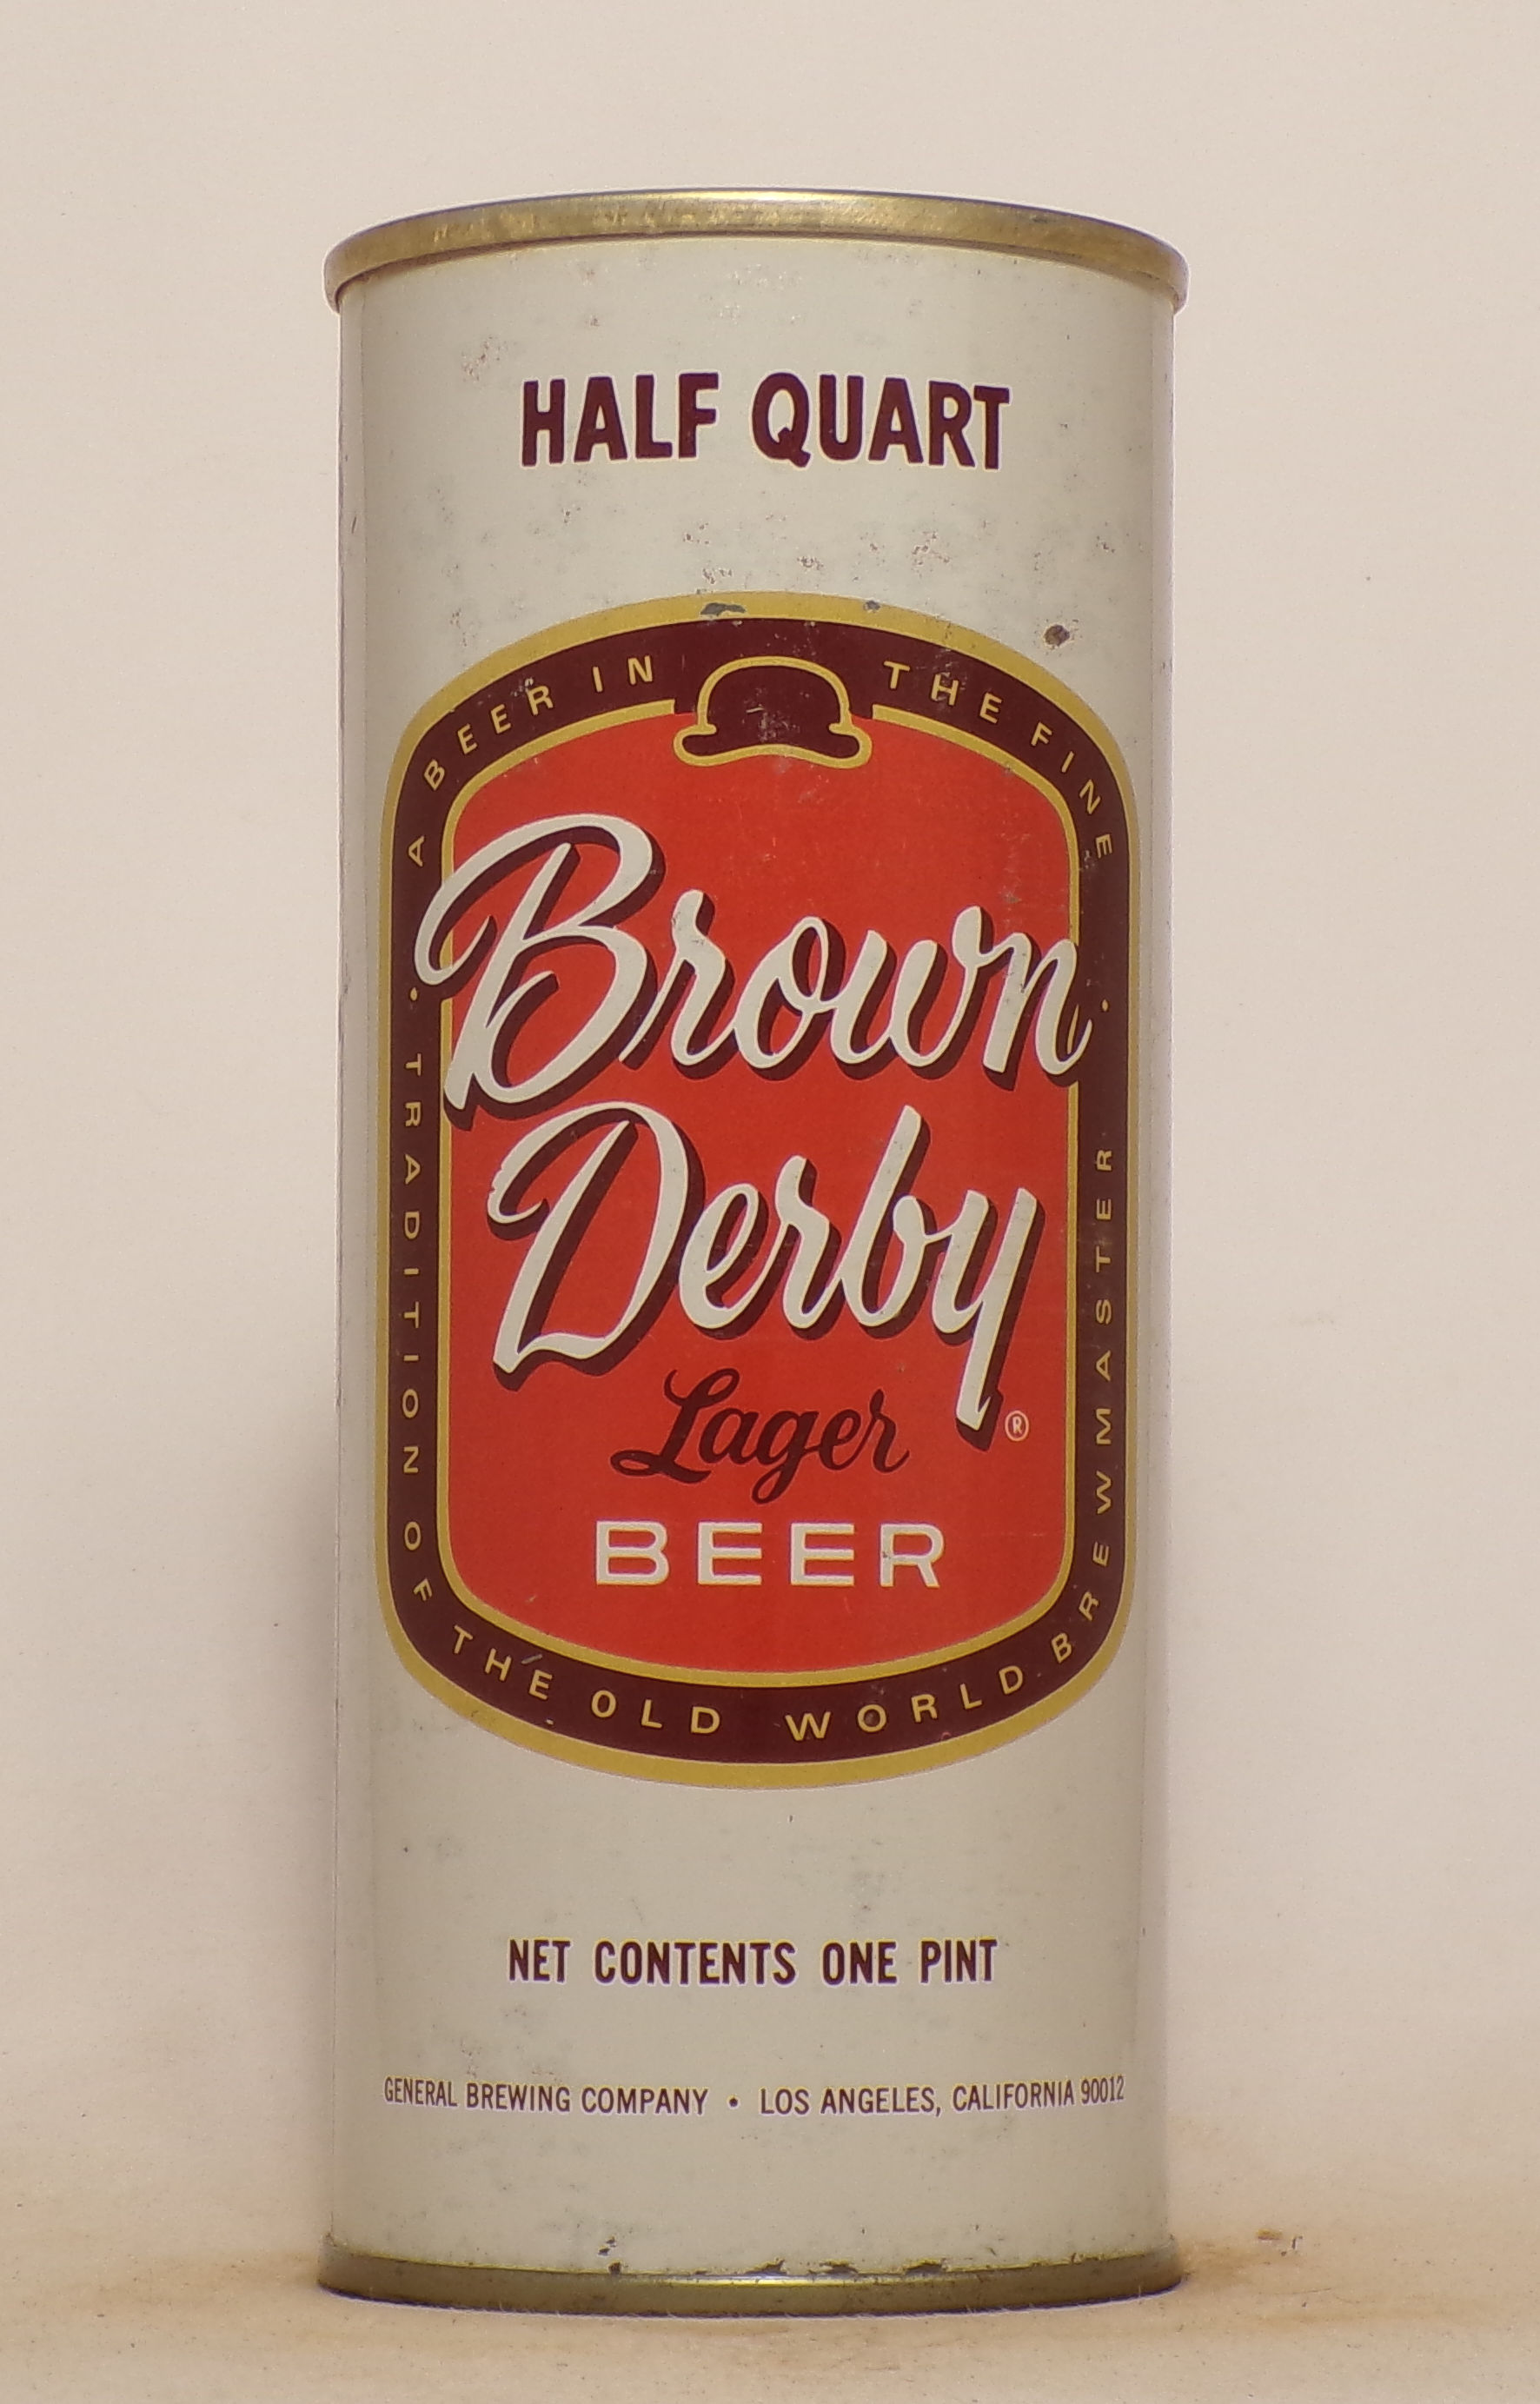 HALF QUART
A BEER IN THE FINE
Brown
Derby®
Lager
BEER
• TRADITION OF THE OLD WORLD BREWMASTER •
NET CONTENTS ONE PINT
GENERAL BREWING COMPANY • LOS ANGELES, CALIFORNIA 90012